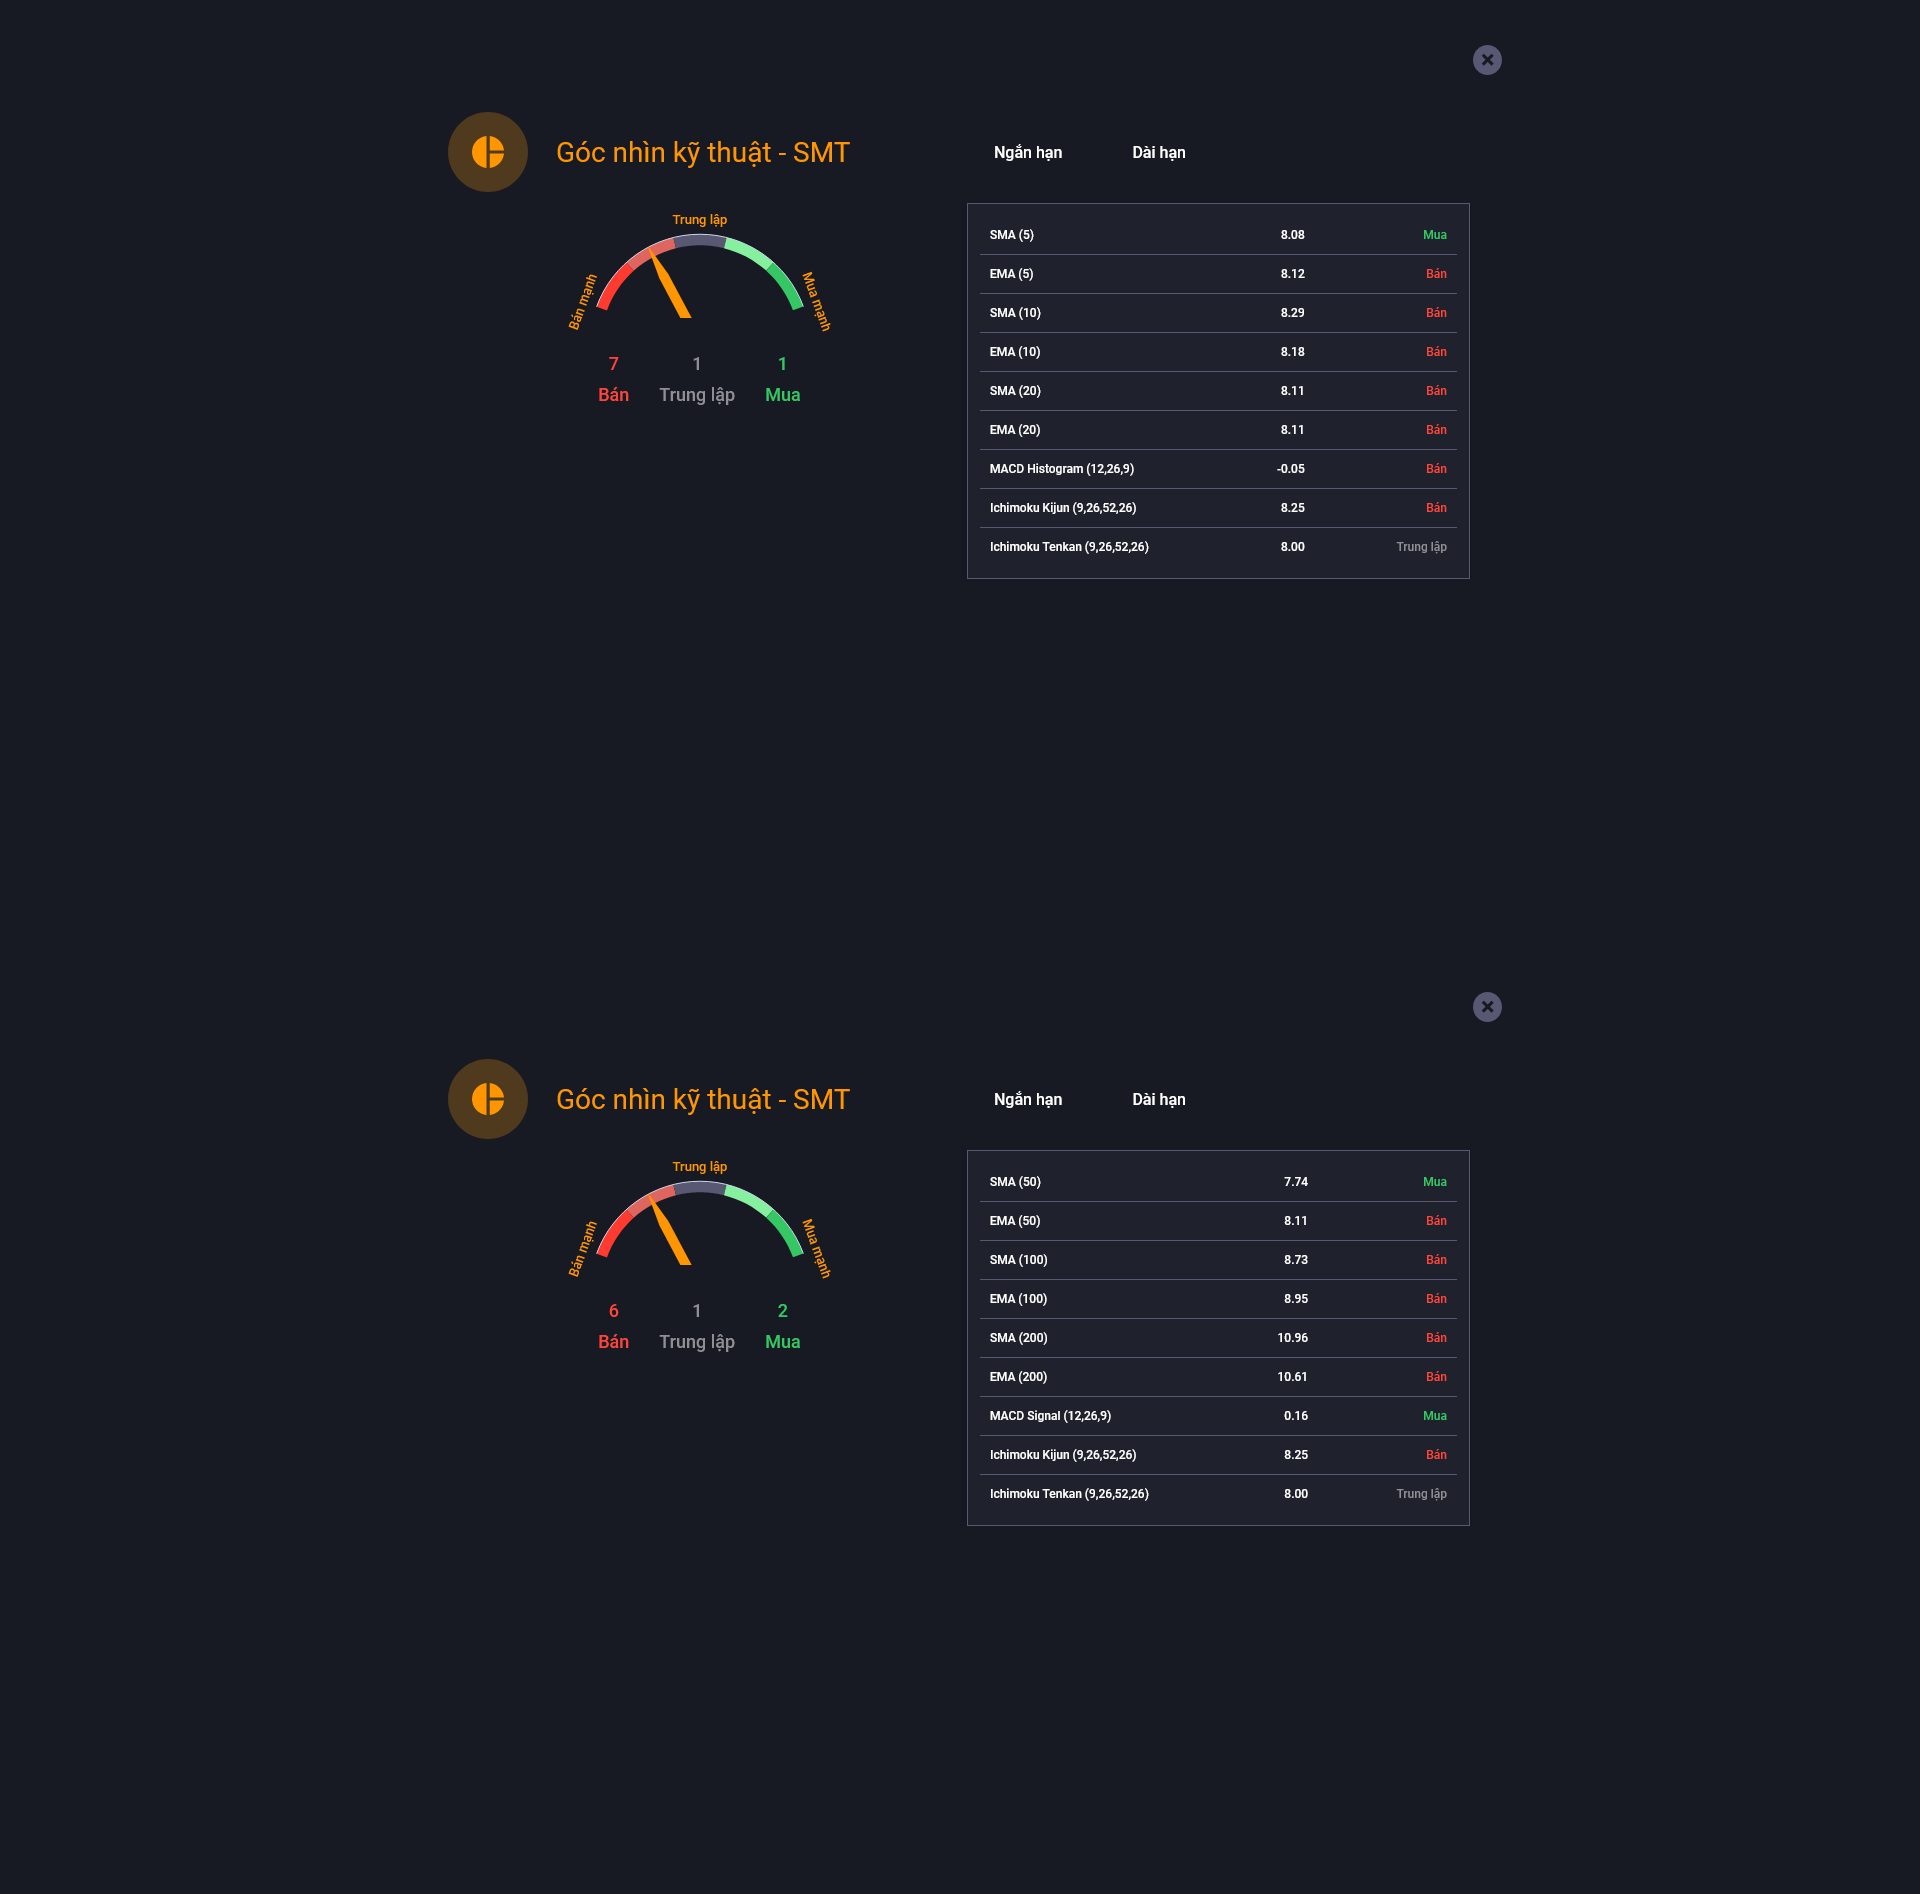 Góc nhìn kỹ thuật - SMT
Ngắn hạn Dài hạn
Trung lập
Bán mạnh
Mua mạnh
7 1 1
Bán Trung lập Mua
SMA (5) 8.08 Mua
EMA (5) 8.12 Bán
SMA (10) 8.29 Bán
EMA (10) 8.18 Bán
SMA (20) 8.11 Bán
EMA (20) 8.11 Bán
MACD Histogram (12,26,9) -0.05 Bán
Ichimoku Kijun (9,26,52,26) 8.25 Bán
Ichimoku Tenkan (9,26,52,26) 8.00 Trung lập
Góc nhìn kỹ thuật - SMT
Ngắn hạn Dài hạn
Trung lập
Bán mạnh
Mua mạnh
6 1 2
Bán Trung lập Mua
SMA (50) 7.74 Mua
EMA (50) 8.11 Bán
SMA (100) 8.73 Bán
EMA (100) 8.95 Bán
SMA (200) 10.96 Bán
EMA (200) 10.61 Bán
MACD Signal (12,26,9) 0.16 Mua
Ichimoku Kijun (9,26,52,26) 8.25 Bán
Ichimoku Tenkan (9,26,52,26) 8.00 Trung lập